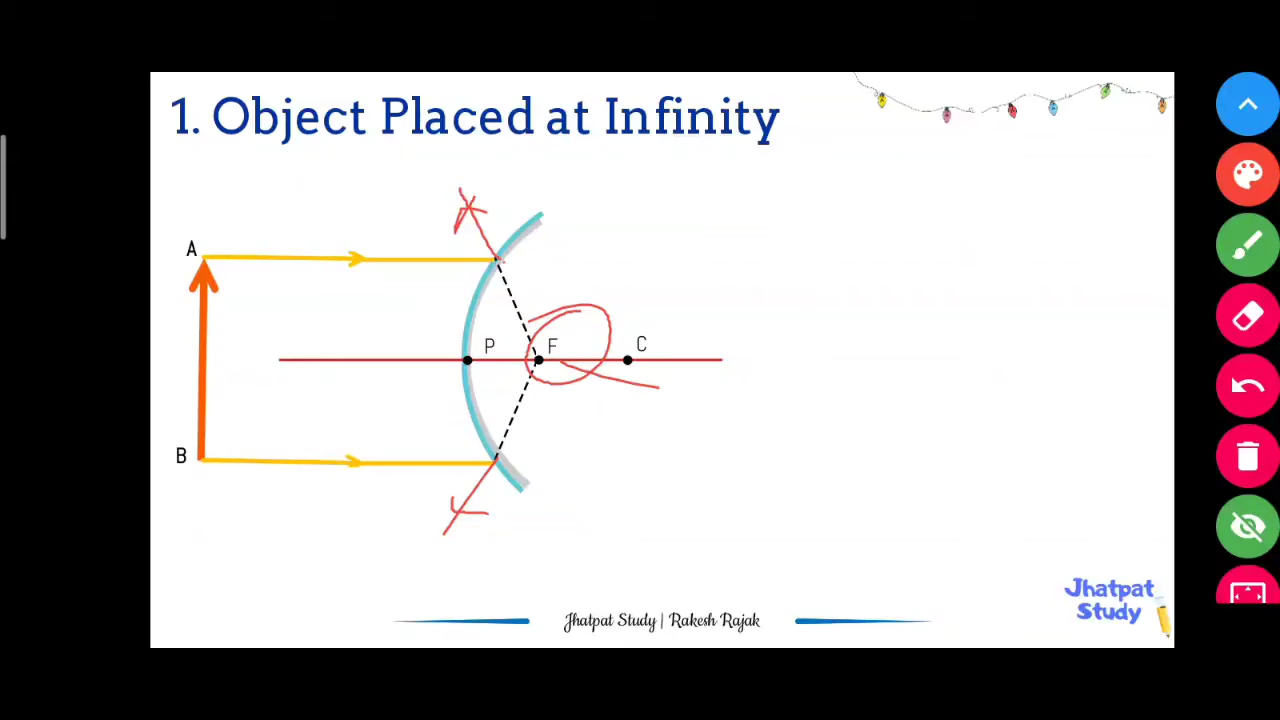 1. Object Placed at Infinity
A
P
F
C
B
Jhatpat Study | Rakesh Rajak
Jhatpat
Study